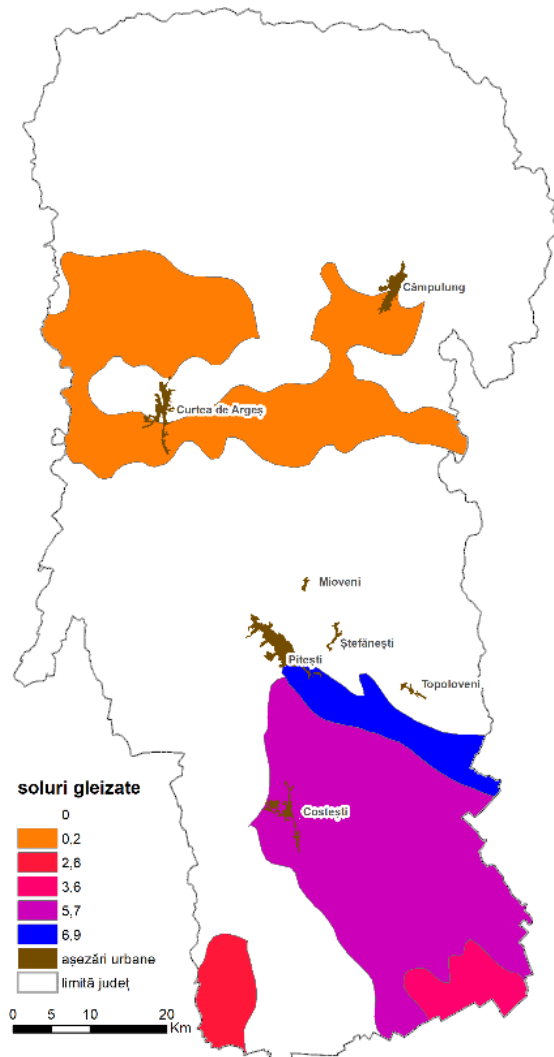 Câmpulung
Curtea de Argeș
Mioveni
Ștefănești
Pitești
Topoloveni
Costești
soluri gleizate
0
0,2
2,8
3,6
5,7
6,9
așezări urbane
limită județ
0 5 10 20
Km